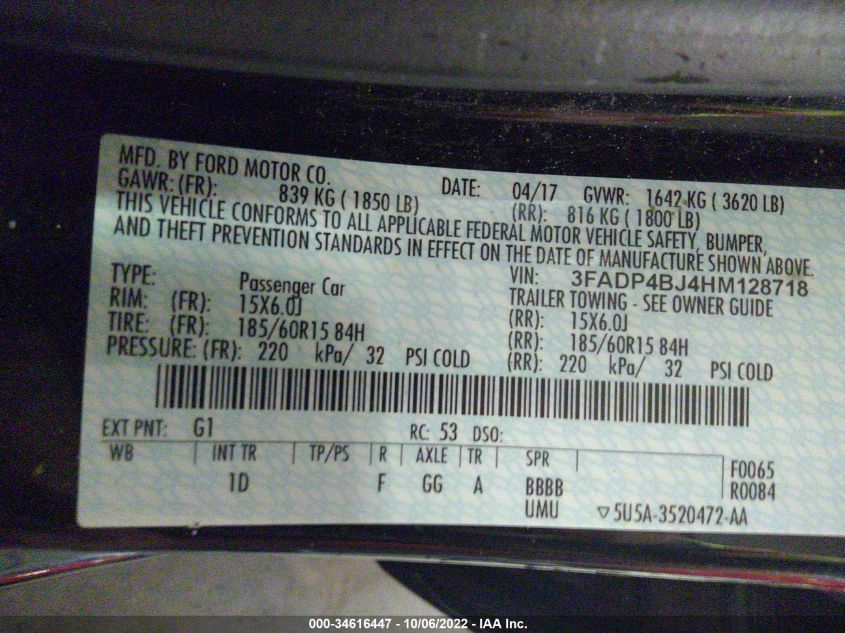 MFD. BY FORD MOTOR CO. DATE: 04/17 GVWR: 1642 KG ( 3620 LB)
GAWR: (FR): 839 KG ( 1850 LB) (RR): 816 KG ( 1800 LB)
THIS VEHICLE CONFORMS TO ALL APPLICABLE FEDERAL MOTOR VEHICLE SAFETY, BUMPER,
AND THEFT PREVENTION STANDARDS IN EFFECT ON THE DATE OF MANUFACTURE SHOWN ABOVE.
VIN: 3FADP4BJ4HM128718
TYPE: Passenger Car TRAILER TOWING - SEE OWNER GUIDE
RIM: (FR): 15X6.0J (RR): 15X6.0J
TIRE: (FR): 185/60R15 84H (RR): 185/60R15 84H
PRESSURE: (FR): 220 kPa/ 32 PSI COLD (RR): 220 kPa/ 32 PSI COLD
EXT PNT: G1 RC: 53 DSO:
WB INT TR TP/PS R AXLE TR SPR F0065
1D F GG A BBBB R0084
UMU ▽5U5A-3520472-AA
000-34616447 - 10/06/2022 - IAA Inc.